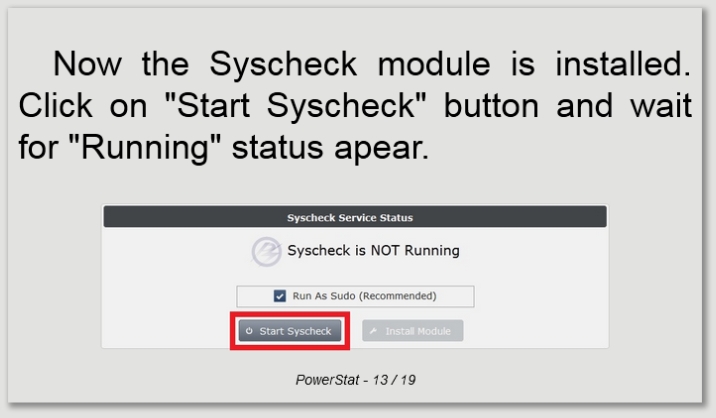 Now the Syscheck module is installed.
Click on "Start Syscheck" button and wait
for "Running" status apear.
Syscheck Service Status
Syscheck is NOT Running
Run As Sudo (Recommended)
Start Syscheck Install Module
PowerStat - 13 / 19